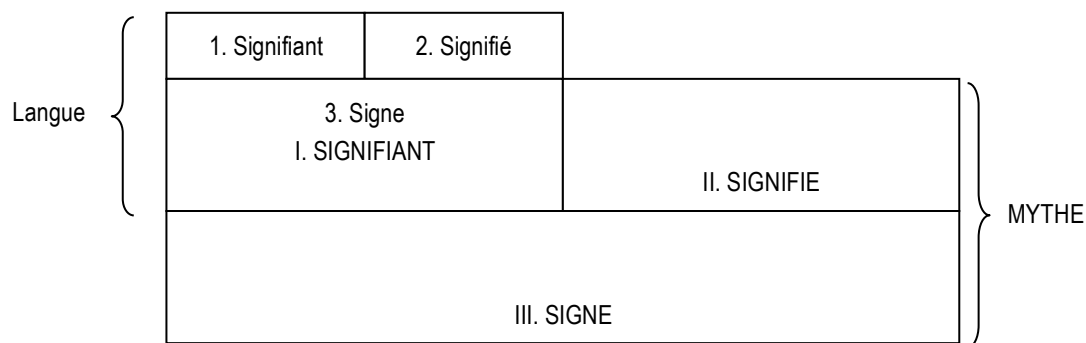 1. Signifiant
2. Signifié
Langue
3. Signe
I. SIGNIFIANT
II. SIGNIFIE
MYTHE
III. SIGNE